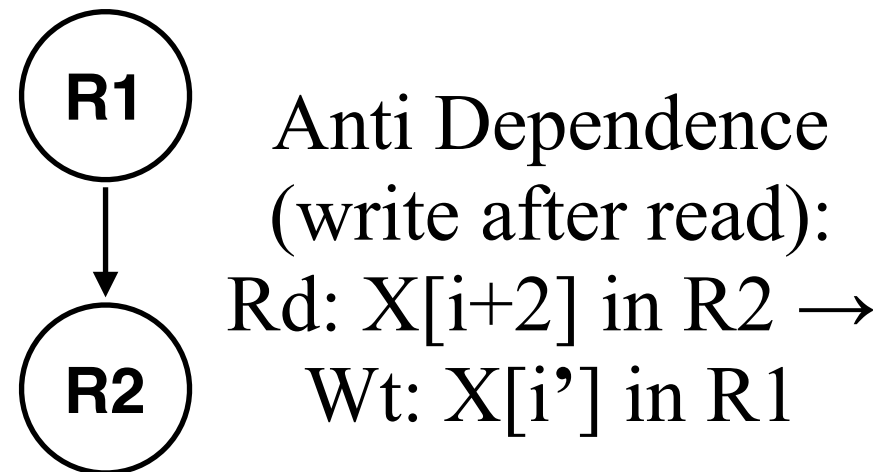 R1
Anti Dependence
(write after read):
Rd: X[i+2] in R2 →
Wt: X[i’] in R1
R2